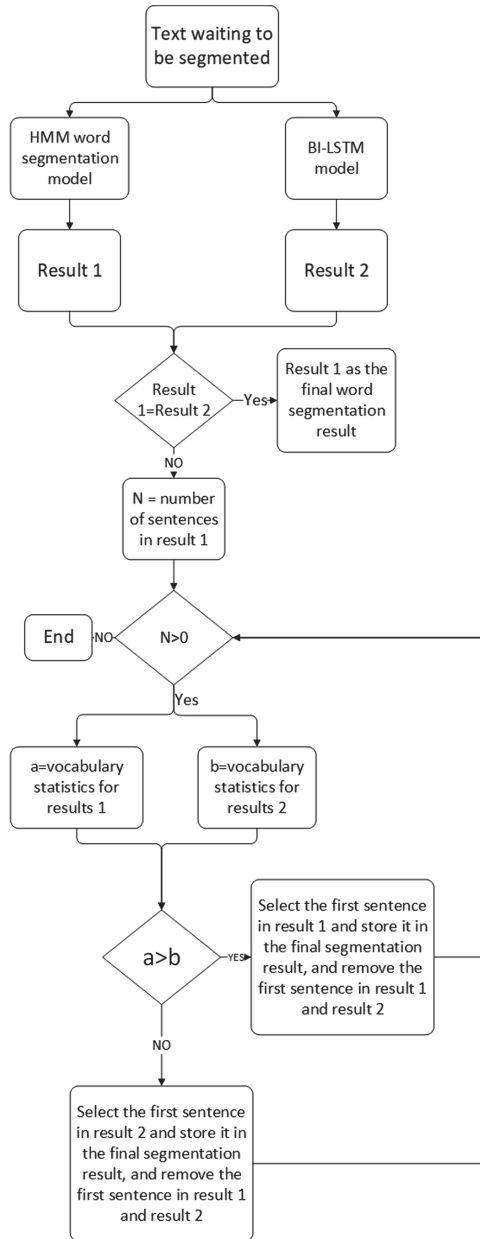 Text waiting to
be segmented
HMM word
segmentation
model
BI-LSTM
model
Result 1
Result 2
Result
1=Result 2
Yes
Result 1 as the
final word
segmentation
result
NO
N = number
of sentences
in result 1
End
NO
N>0
Yes
a=vocabulary
statistics for
results 1
b=vocabulary
statistics for
results 2
a>b
YES
Select the first sentence
in result 1 and store it in
the final segmentation
result, and remove the
first sentence in result 1
and result 2
NO
Select the first sentence
in result 2 and store it in
the final segmentation
result, and remove the
first sentence in result 1
and result 2